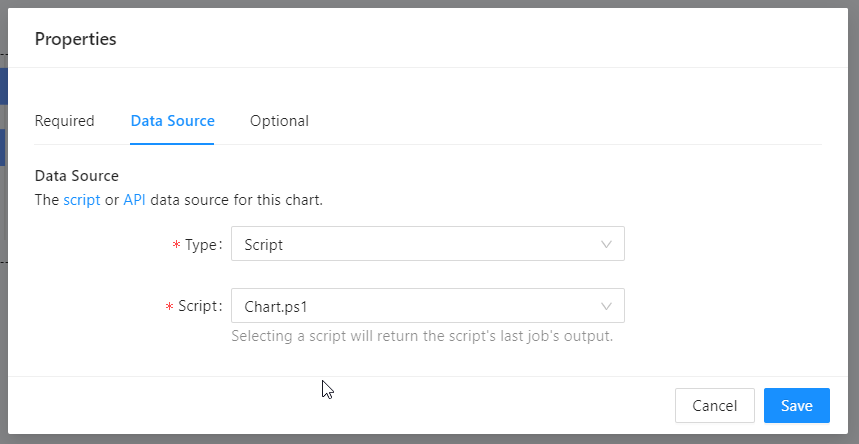 Properties
Required Data Source Optional
Data Source
The script or API data source for this chart.
* Type: Script
* Script: Chart.ps1
Selecting a script will return the script's last job's output.
Cancel Save